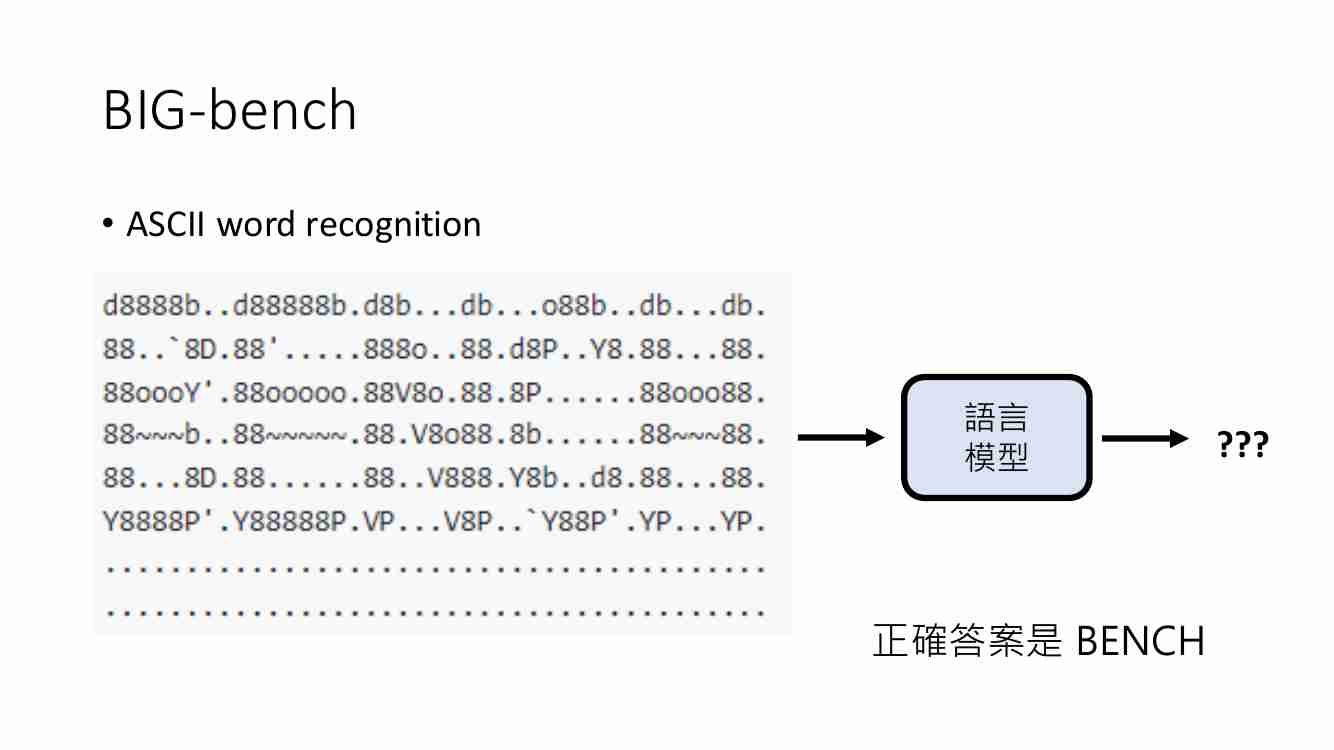 BIG-bench
• ASCII word recognition
d8888b..d88888b.d8b...db...o88b..db...db.
88..`8D.88'.....888o..88.d8P..Y8.88...88.
88oooY'.88ooooo.88V8o.88.8P......88ooo88.
88~~~b..88~~~~~.88.V8o88.8b......88~~~88.
88...8D.88......88..V888.Y8b..d8.88...88.
Y8888P'.Y88888P.VP...V8P..`Y88P'.YP...YP.
.........................................
.........................................
語言
模型
???
正確答案是 BENCH